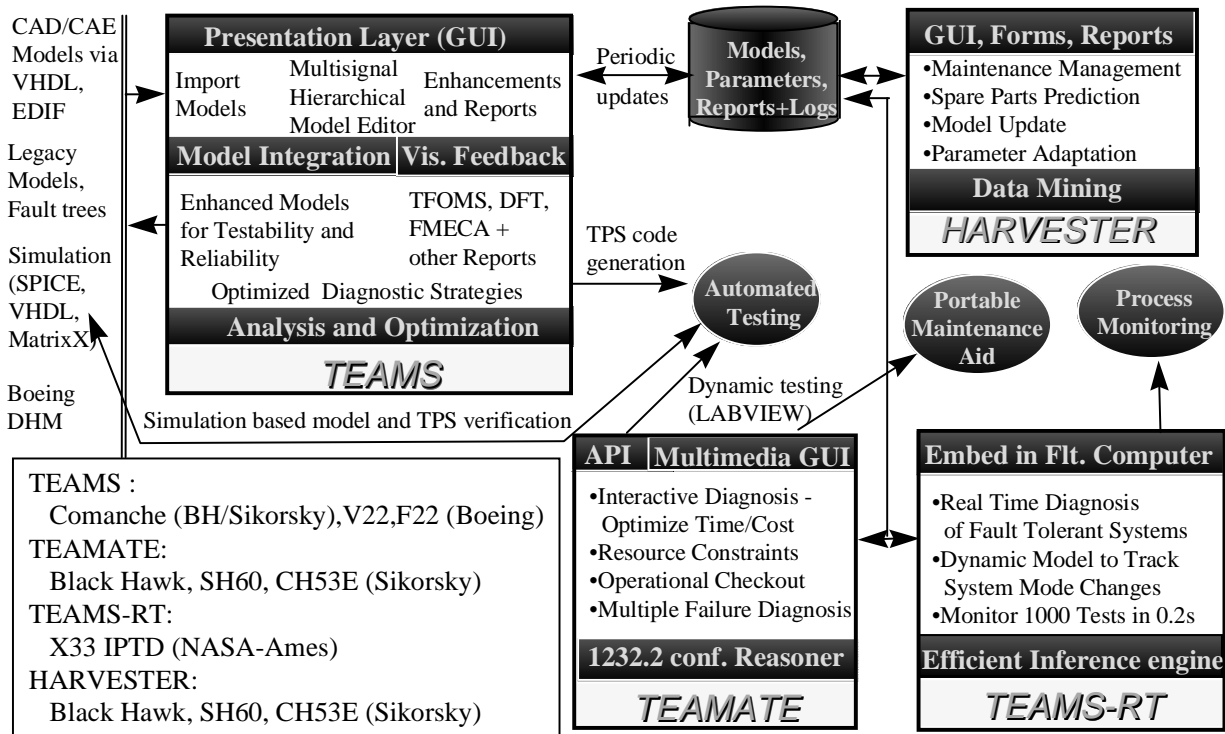 CAD/CAE
Models via
VHDL,
EDIF
Legacy
Models,
Fault trees
Simulation
(SPICE,
VHDL,
MatrixX)
Boeing
DHM
Presentation Layer (GUI)
Import
Models
Multisignal
Hierarchical
Model Editor
Enhancements
and Reports
Model Integration
Vis. Feedback
Enhanced Models
for Testability and
Reliability
TFOMS, DFT,
FMECA +
other Reports
Optimized Diagnostic Strategies
Analysis and Optimization
TEAMS
Periodic
updates
Models,
Parameters,
Reports+Logs
GUI, Forms, Reports
•Maintenance Management
•Spare Parts Prediction
•Model Update
•Parameter Adaptation
Data Mining
HARVESTER
TPS code
generation
Automated
Testing
Portable
Maintenance
Aid
Process
Monitoring
Simulation based model and TPS verification
Dynamic testing
(LABVIEW)
TEAMS :
Comanche (BH/Sikorsky),V22,F22 (Boeing)
TEAMATE:
Black Hawk, SH60, CH53E (Sikorsky)
TEAMS-RT:
X33 IPTD (NASA-Ames)
HARVESTER:
Black Hawk, SH60, CH53E (Sikorsky)
API
Multimedia GUI
•Interactive Diagnosis -
Optimize Time/Cost
•Resource Constraints
•Operational Checkout
•Multiple Failure Diagnosis
1232.2 conf. Reasoner
TEAMATE
Embed in Flt. Computer
•Real Time Diagnosis
of Fault Tolerant Systems
•Dynamic Model to Track
System Mode Changes
•Monitor 1000 Tests in 0.2s
Efficient Inference engine
TEAMS-RT